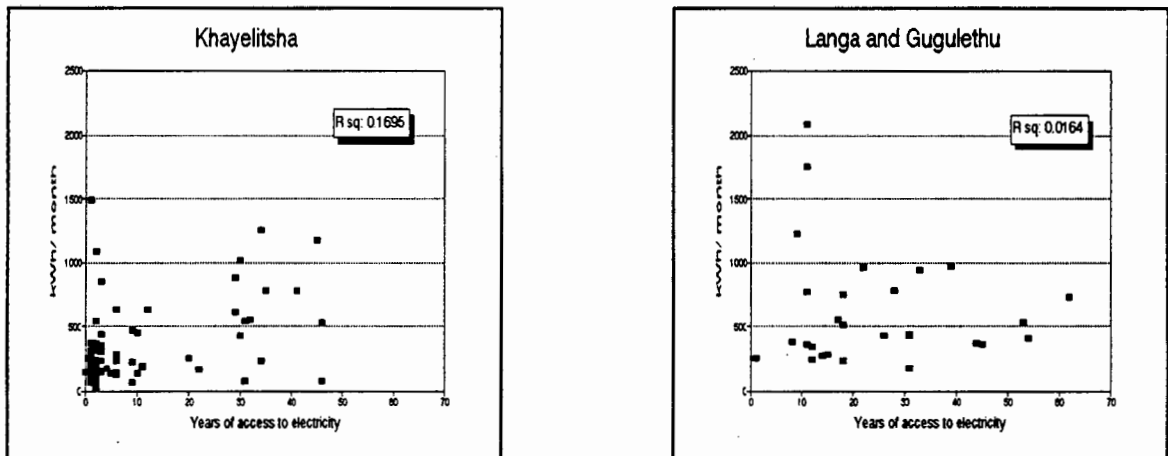 Khayelitsha
2500
2000
1500
1000
500
0
R sq: 0.1695
kWh / month
0 10 20 30 40 50 60 70
Years of access to electricity
Langa and Gugulethu
2500
2000
1500
1000
500
0
R sq: 0.0164
kWh / month
0 10 20 30 40 50 60 70
Years of access to electricity